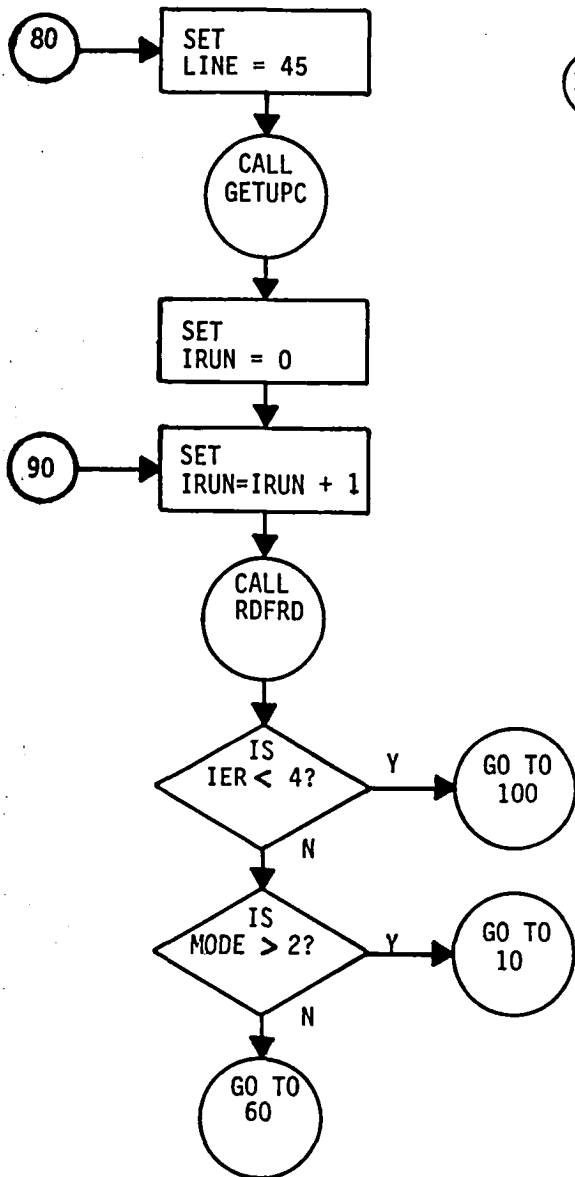 80
SET
LINE = 45
CALL
GETUPC
SET
IRUN = 0
90
SET
IRUN=IRUN + 1
CALL
RDFRD
IS
IER < 4?
Y
GO TO
100
N
IS
MODE > 2?
Y
GO TO
10
N
GO TO
60